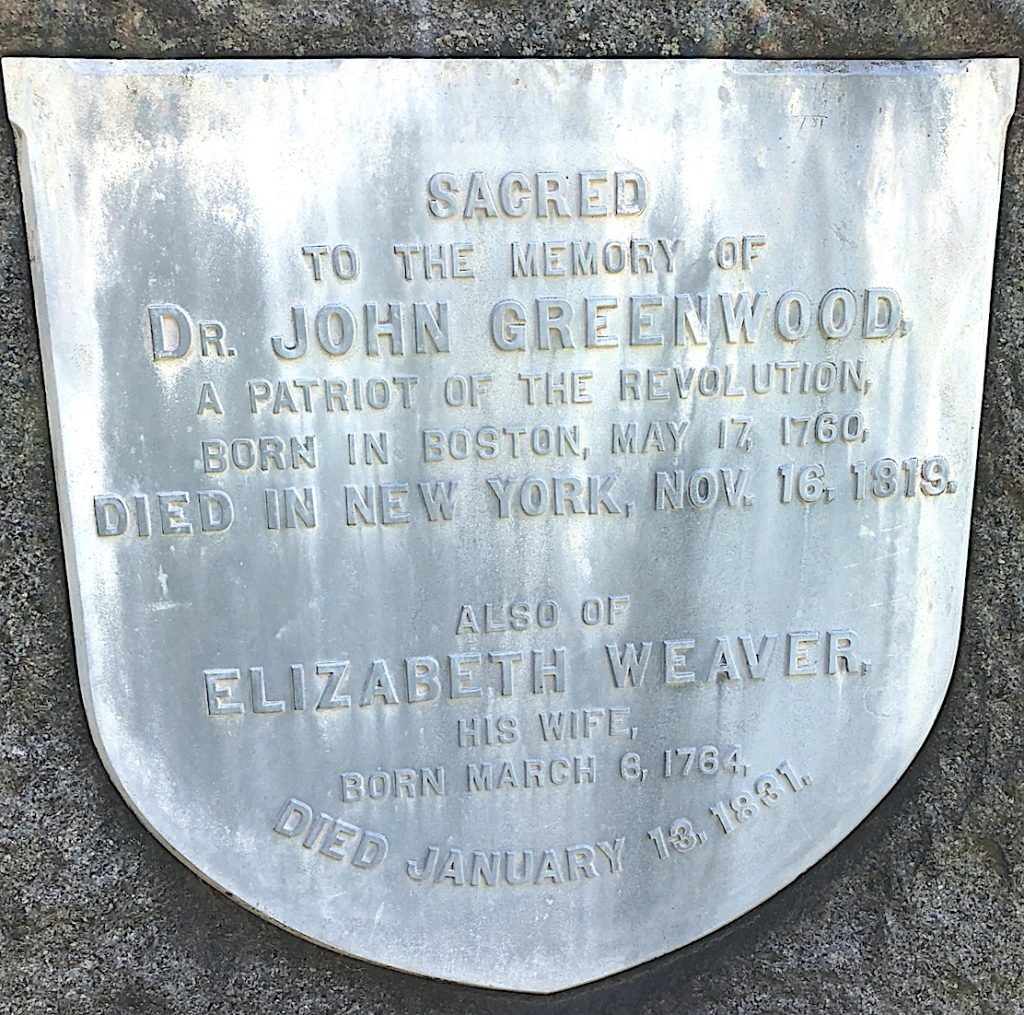 SACRED
TO THE MEMORY OF
DR. JOHN GREENWOOD,
A PATRIOT OF THE REVOLUTION,
BORN IN BOSTON, MAY 17, 1760,
DIED IN NEW YORK, NOV. 16, 1819.
ALSO OF
ELIZABETH WEAVER,
HIS WIFE,
BORN MARCH 6, 1764,
DIED JANUARY 13, 1831.